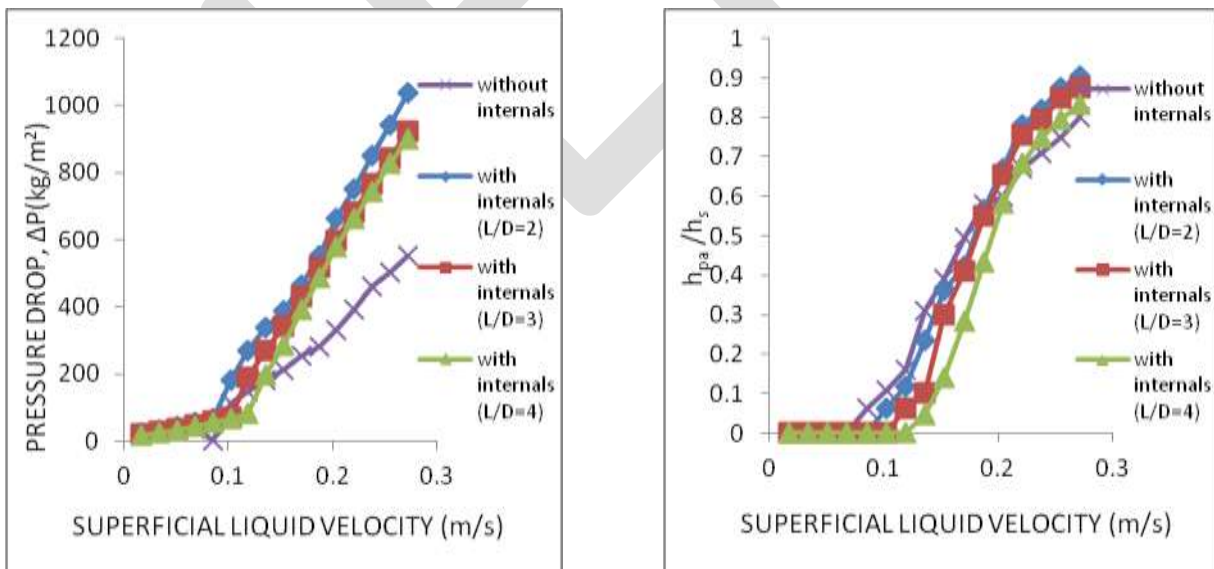 1200
1000
800
600
400
200
0
0
0.1
0.2
0.3
PRESSURE DROP, ΔP(kg/m²)
SUPERFICIAL LIQUID VELOCITY (m/s)
without
internals
with
internals
(L/D=2)
with
internals
(L/D=3)
with
internals
(L/D=4)
1
0.9
0.8
0.7
0.6
0.5
0.4
0.3
0.2
0.1
0
0
0.1
0.2
0.3
hpa/hs
SUPERFICIAL LIQUID VELOCITY (m/s)
without
internals
with
internals
(L/D=2)
with
internals
(L/D=3)
with
internals
(L/D=4)